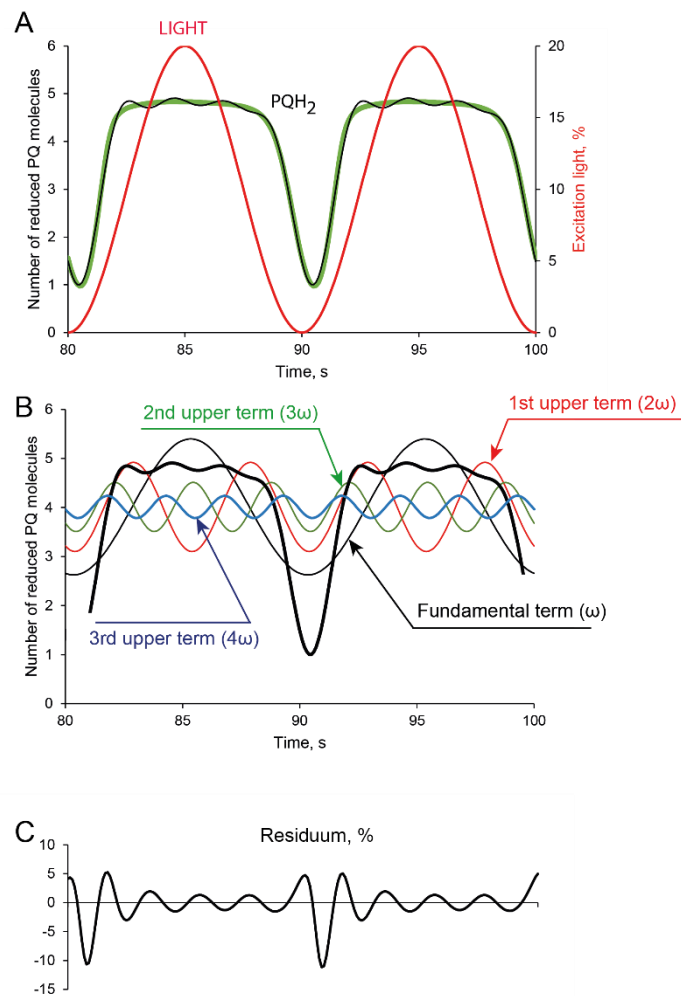 A
LIGHT
PQH2
Number of reduced PQ molecules
6
5
4
3
2
1
0
20
15
10
5
0
Excitation light, %
80
85
90
95
100
Time, s
B
2nd upper term (3ω)
1st upper term (2ω)
Number of reduced PQ molecules
6
5
4
3
2
1
0
Fundamental term (ω)
3rd upper term (4ω)
80
85
90
95
100
Time, s
C
Residuum, %
10
5
0
-5
-10
-15